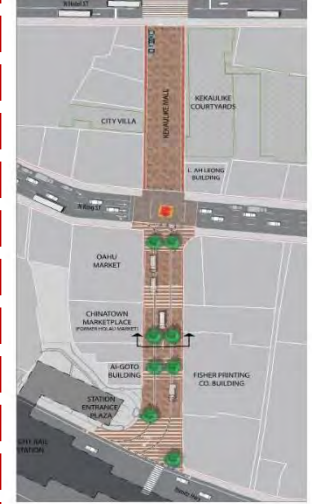 N Hotel ST
KEKAULIKE MALL
KEKAULIKE
COURTYARDS
CITY VILLA
L. AH LEONG
BUILDING
N King ST
OAHU
MARKET
CHINATOWN
MARKETPLACE
(FORMER HOLAU MARKET)
AI-GOTO
BUILDING
FISHER PRINTING
CO. BUILDING
STATION
ENTRANCE
PLAZA
RAIL
STATION